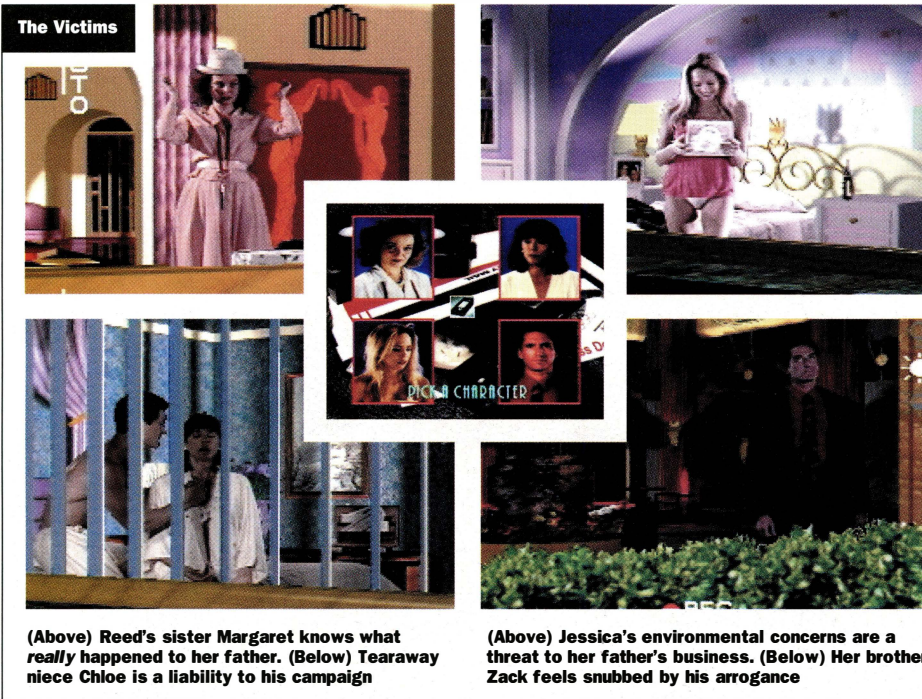 The Victims
PICK A CHARACTER
(Above) Reed's sister Margaret knows what
really happened to her father. (Below) Tearaway
niece Chloe is a liability to his campaign
(Above) Jessica's environmental concerns are a
threat to her father's business. (Below) Her brother
Zack feels snubbed by his arrogance